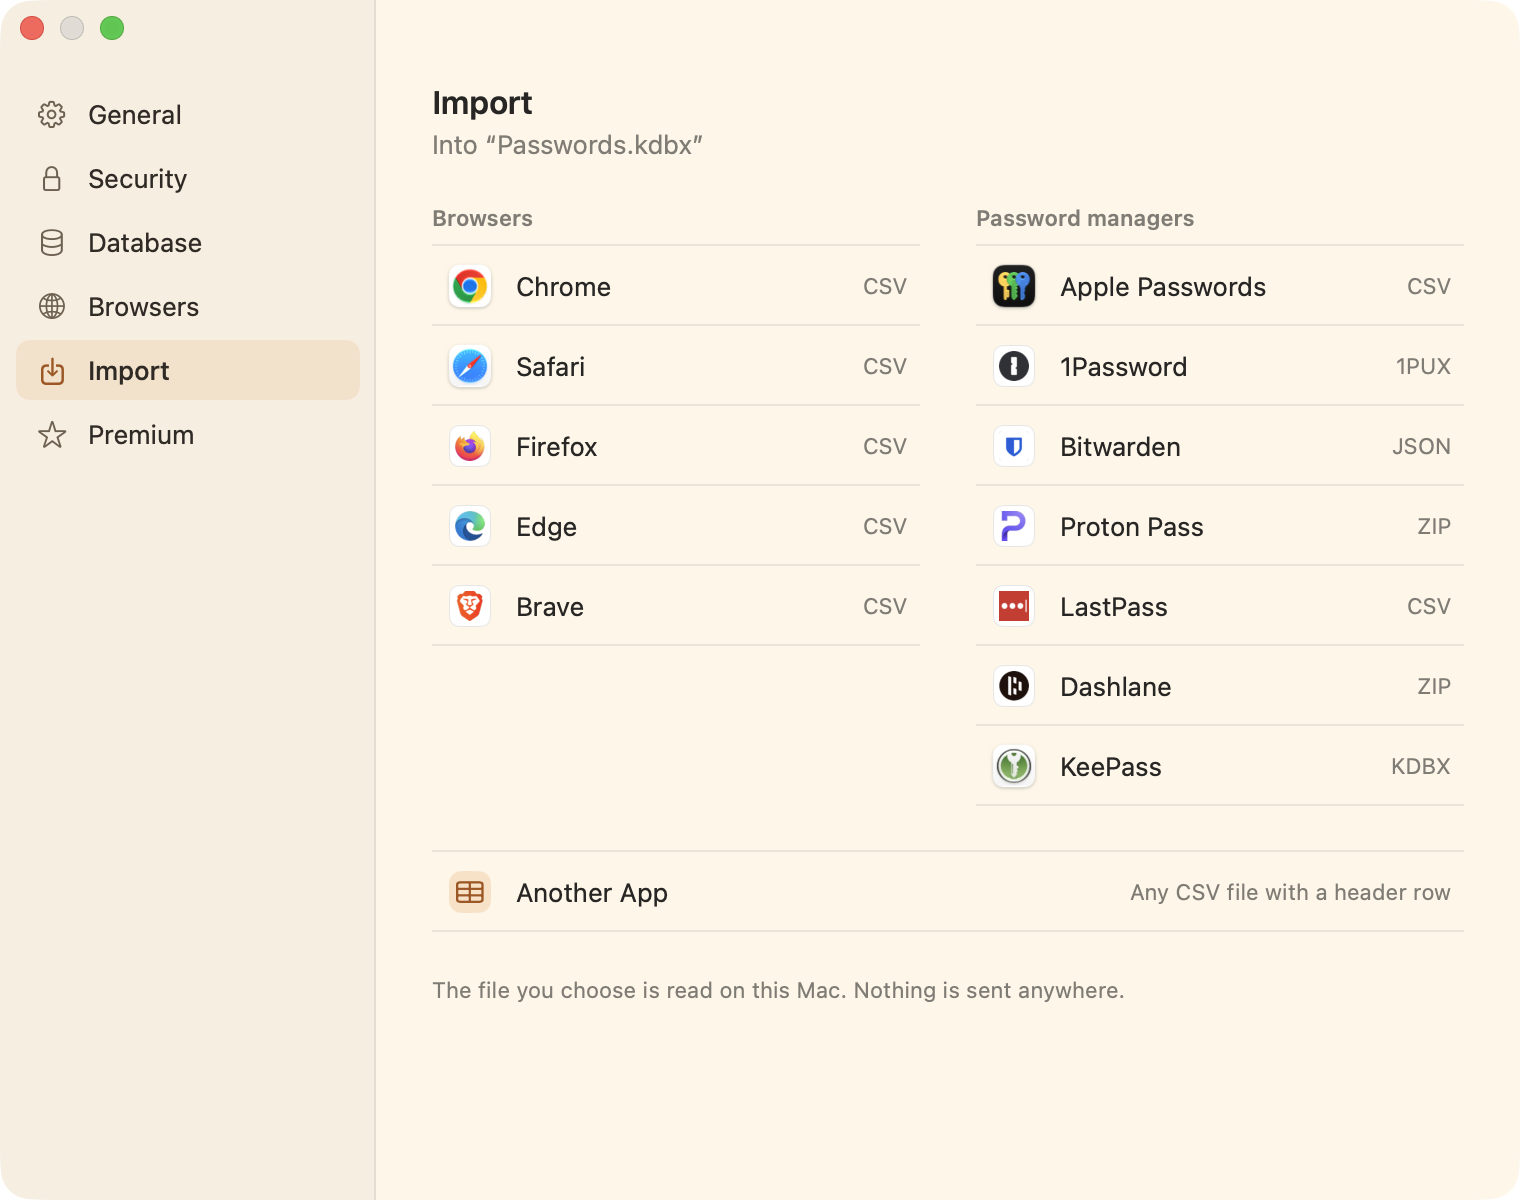 General
Security
Database
Browsers
Import
Premium
Import
Into “Passwords.kdbx”
Browsers
Chrome CSV
Safari CSV
Firefox CSV
Edge CSV
Brave CSV
Password managers
Apple Passwords CSV
1Password 1PUX
Bitwarden JSON
Proton Pass ZIP
LastPass CSV
Dashlane ZIP
KeePass KDBX
Another App Any CSV file with a header row
The file you choose is read on this Mac. Nothing is sent anywhere.